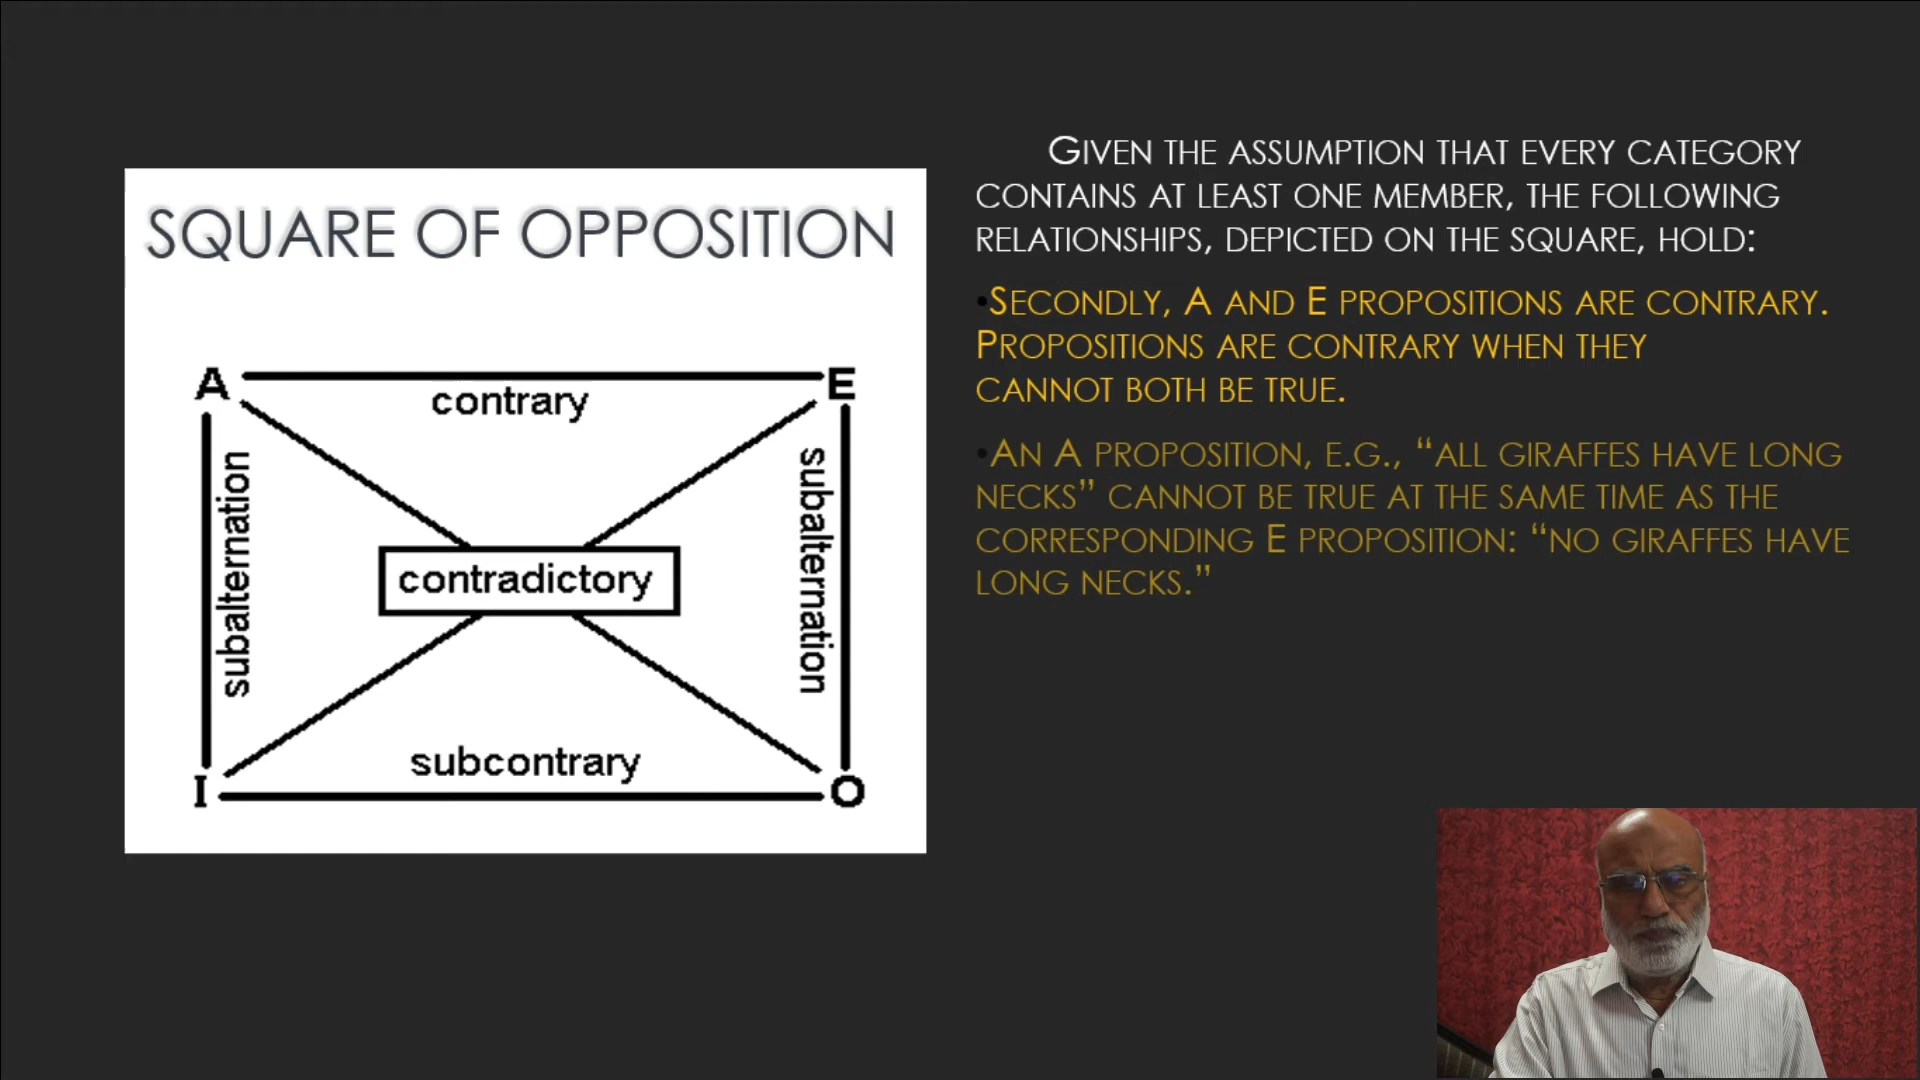 SQUARE OF OPPOSITION
A
E
contrary
subalternation
subalternation
contradictory
subcontrary
I
O
GIVEN THE ASSUMPTION THAT EVERY CATEGORY
CONTAINS AT LEAST ONE MEMBER, THE FOLLOWING
RELATIONSHIPS, DEPICTED ON THE SQUARE, HOLD:
•SECONDLY, A AND E PROPOSITIONS ARE CONTRARY.
PROPOSITIONS ARE CONTRARY WHEN THEY
CANNOT BOTH BE TRUE.
•AN A PROPOSITION, E.G., “ALL GIRAFFES HAVE LONG
NECKS” CANNOT BE TRUE AT THE SAME TIME AS THE
CORRESPONDING E PROPOSITION: “NO GIRAFFES HAVE
LONG NECKS.”